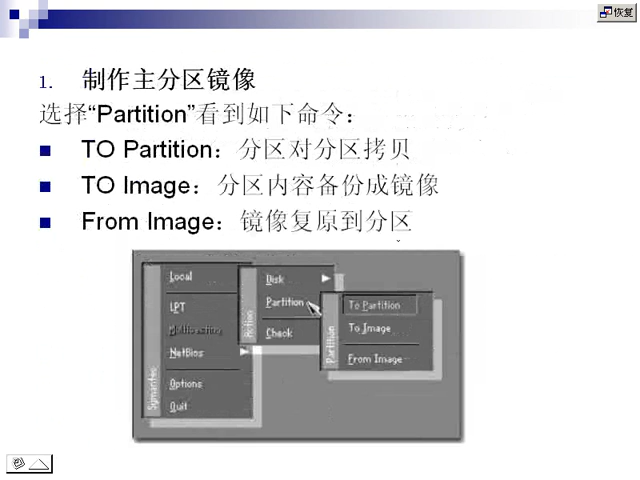 恢复
1. 制作主分区镜像
选择“Partition”看到如下命令：
TO Partition：分区对分区拷贝
TO Image：分区内容备份成镜像
From Image：镜像复原到分区
Symantec
Local
LPT
Multicasting
NetBios
Options
Quit
Action
Disk
Partition
Check
Partition
To Partition
To Image
From Image